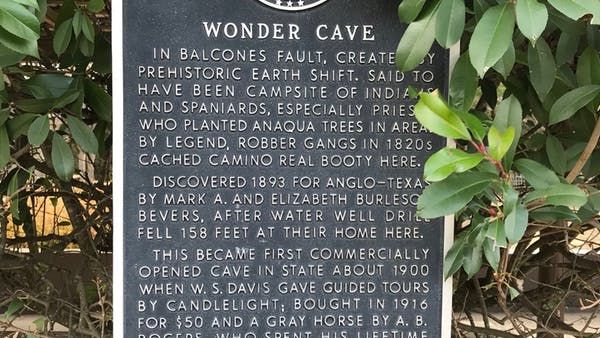 WONDER CAVE
IN BALCONES FAULT, CREATED BY
PREHISTORIC EARTH SHIFT. SAID TO
HAVE BEEN CAMPSITE OF INDIANS
AND SPANIARDS, ESPECIALLY PRIES
WHO PLANTED ANAQUA TREES IN AREA.
BY LEGEND, ROBBER GANGS IN 1820s
CACHED CAMINO REAL BOOTY HERE.
DISCOVERED 1893 FOR ANGLO-TEXA
BY MARK A. AND ELIZABETH BURLESO
BEVERS, AFTER WATER WELL DRILL
FELL 158 FEET AT THEIR HOME HERE.
THIS BECAME FIRST COMMERCIALLY
OPENED CAVE IN STATE ABOUT 1900
WHEN W. S. DAVIS GAVE GUIDED TOURS
BY CANDLELIGHT; BOUGHT IN 1916
FOR $50 AND A GRAY HORSE BY A. B.
ROGERS, WHO SPENT HIS LIFETIME